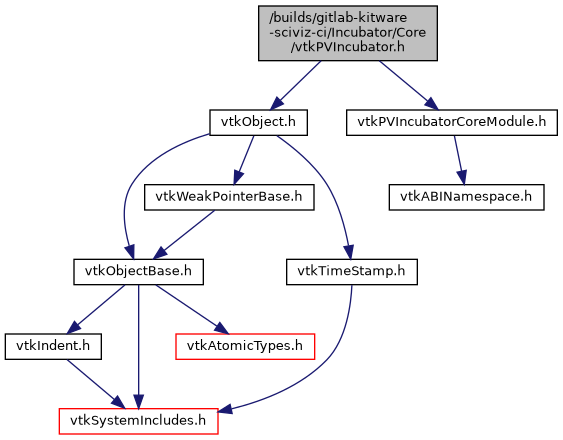 /builds/gitlab-kitware
-sciviz-ci/Incubator/Core
/vtkPVIncubator.h
vtkObject.h
vtkPVIncubatorCoreModule.h
vtkWeakPointerBase.h
vtkABINamespace.h
vtkObjectBase.h
vtkTimeStamp.h
vtkIndent.h
vtkAtomicTypes.h
vtkSystemIncludes.h